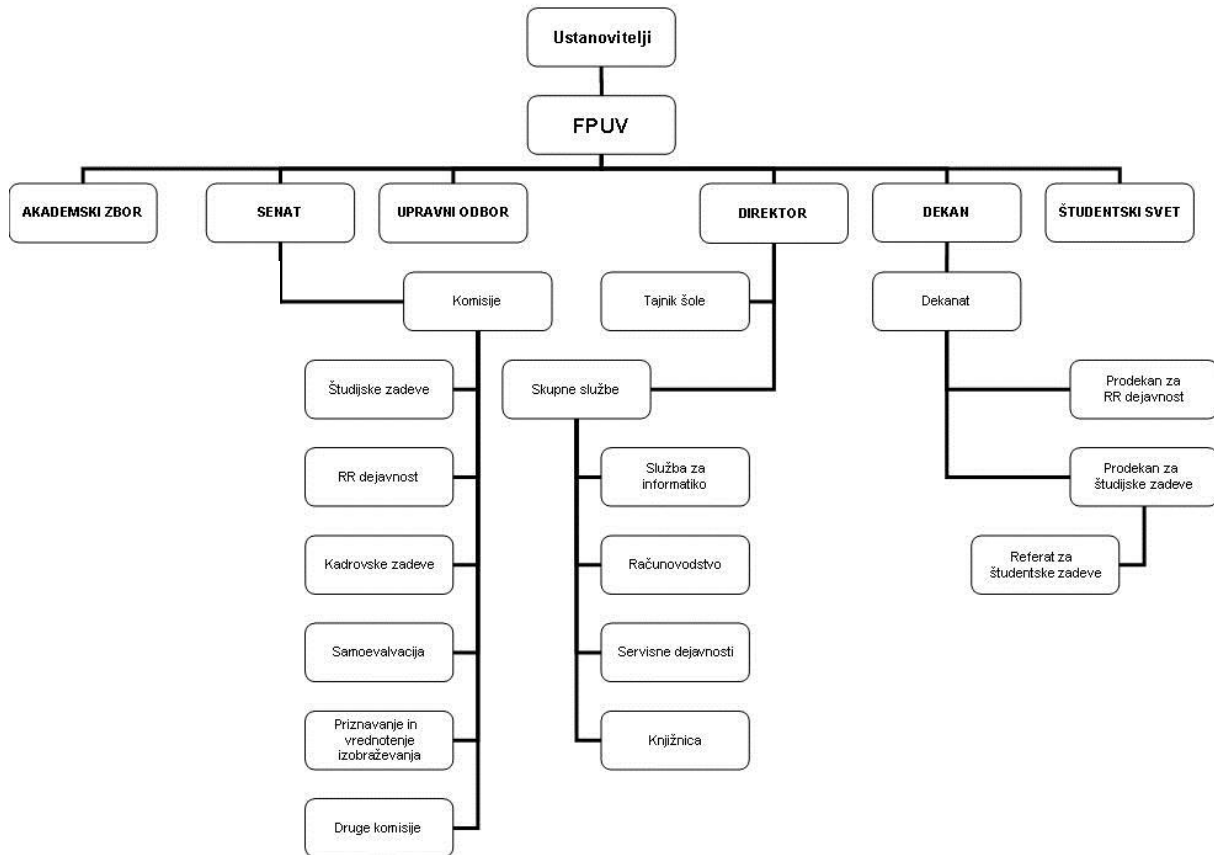 Ustanovitelji
FPUV
AKADEMSKI ZBOR
SENAT
UPRAVNI ODBOR
DIREKTOR
DEKAN
ŠTUDENTSKI SVET
Komisije
Tajnik šole
Dekanat
Študijske zadeve
Skupne službe
Prodekan za
RR dejavnost
RR dejavnost
Služba za
informatiko
Prodekan za
študijske zadeve
Kadrovske zadeve
Računovodstvo
Referat za
študentske zadeve
Samoevalvacija
Servisne dejavnosti
Priznavanje in
vrednotenje
izobraževanja
Knjižnica
Druge komisije